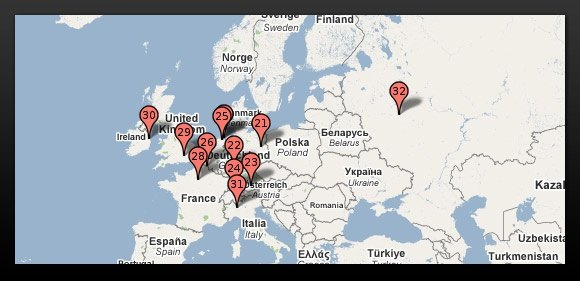 Sverige
Sweden
Finland
Norge
Norway
32
30
25
Denmark
United
Kingdom
29
21
Ireland
26
22
Polska
Poland
Беларусь
Belarus
28
24
23
31
Österreich
Austria
Україна
Ukraine
France
Kazak
Romania
España
Spain
Italia
Italy
Türkiye
Turkey
Uzbekista
Turkmenistan
Portugal
Ελλάς